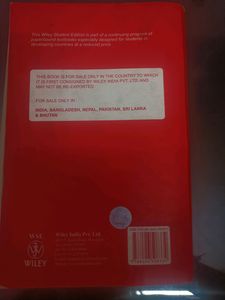 This Wiley Student Edition is part of a continuing program of
paperbound textbooks especially designed for students in
developing countries at a reduced price.
THIS BOOK IS FOR SALE ONLY IN THE COUNTRY TO WHICH
IT IS FIRST CONSIGNED BY WILEY INDIA PVT. LTD. AND
MAY NOT BE RE-EXPORTED
FOR SALE ONLY IN
INDIA, BANGLADESH, NEPAL, PAKISTAN, SRI LANKA
& BHUTAN
WSE
WILEY
Wiley India Pvt. Ltd.